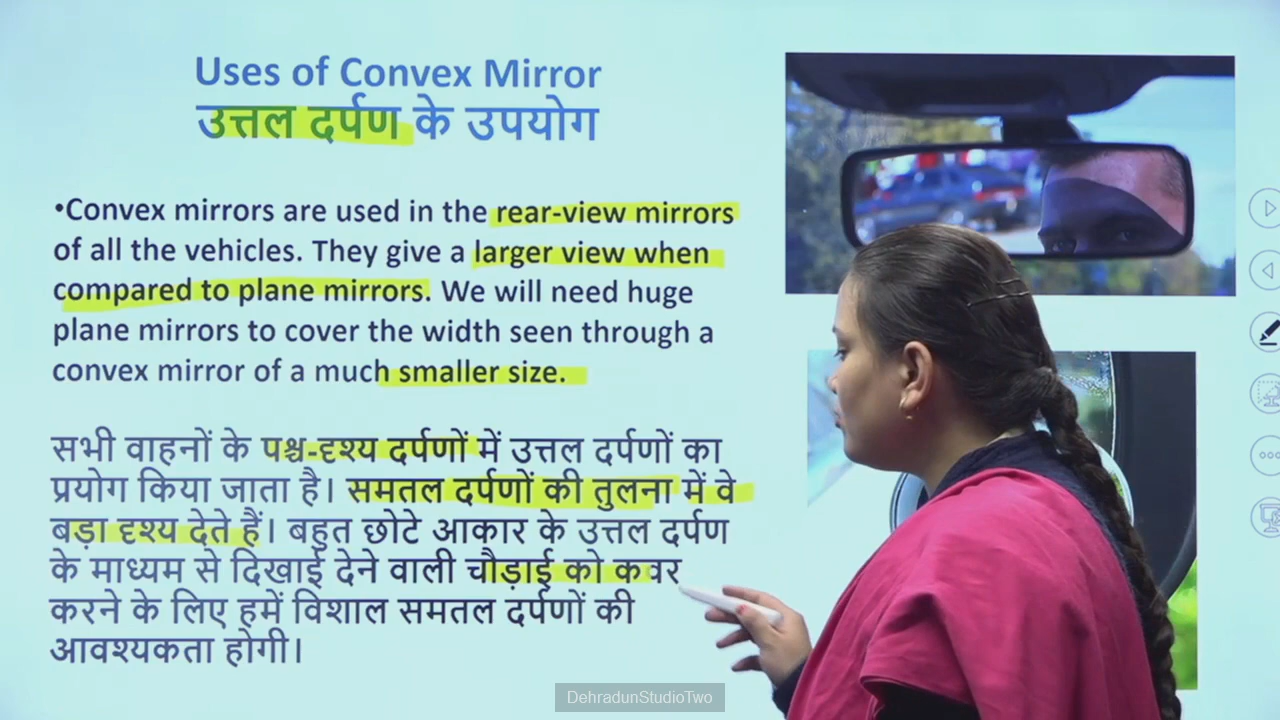 Uses of Convex Mirror
उत्तल दर्पण के उपयोग
•Convex mirrors are used in the rear-view mirrors
of all the vehicles. They give a larger view when
compared to plane mirrors. We will need huge
plane mirrors to cover the width seen through a
convex mirror of a much smaller size.
सभी वाहनों के पश्च-दृश्य दर्पणों में उत्तल दर्पणों का
प्रयोग किया जाता है। समतल दर्पणों की तुलना में वे
बड़ा दृश्य देते हैं। बहुत छोटे आकार के उत्तल दर्पण
के माध्यम से दिखाई देने वाली चौड़ाई को कवर
करने के लिए हमें विशाल समतल दर्पणों की
आवश्यकता होगी।
DehradunStudioTwo